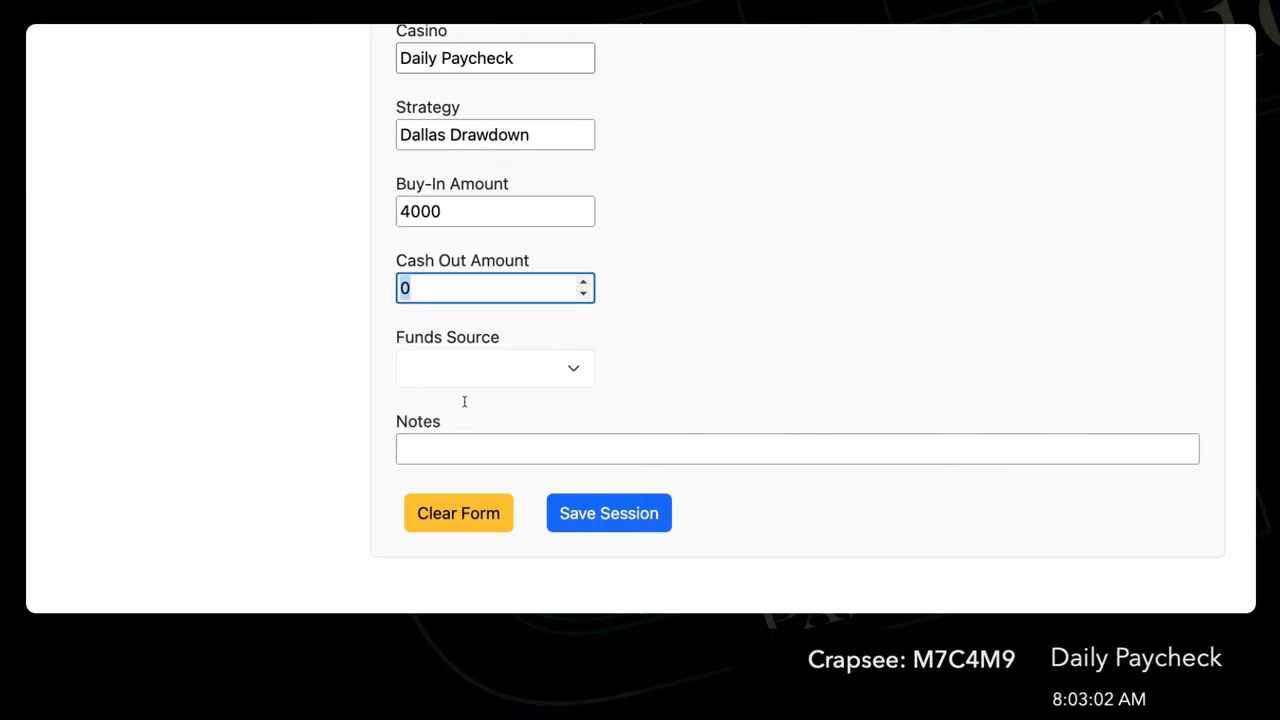 Casino
Daily Paycheck
Strategy
Dallas Drawdown
Buy-In Amount
4000
Cash Out Amount
0
Funds Source
Notes
Clear Form
Save Session
Crapsee: M7C4M9
Daily Paycheck
8:03:02 AM